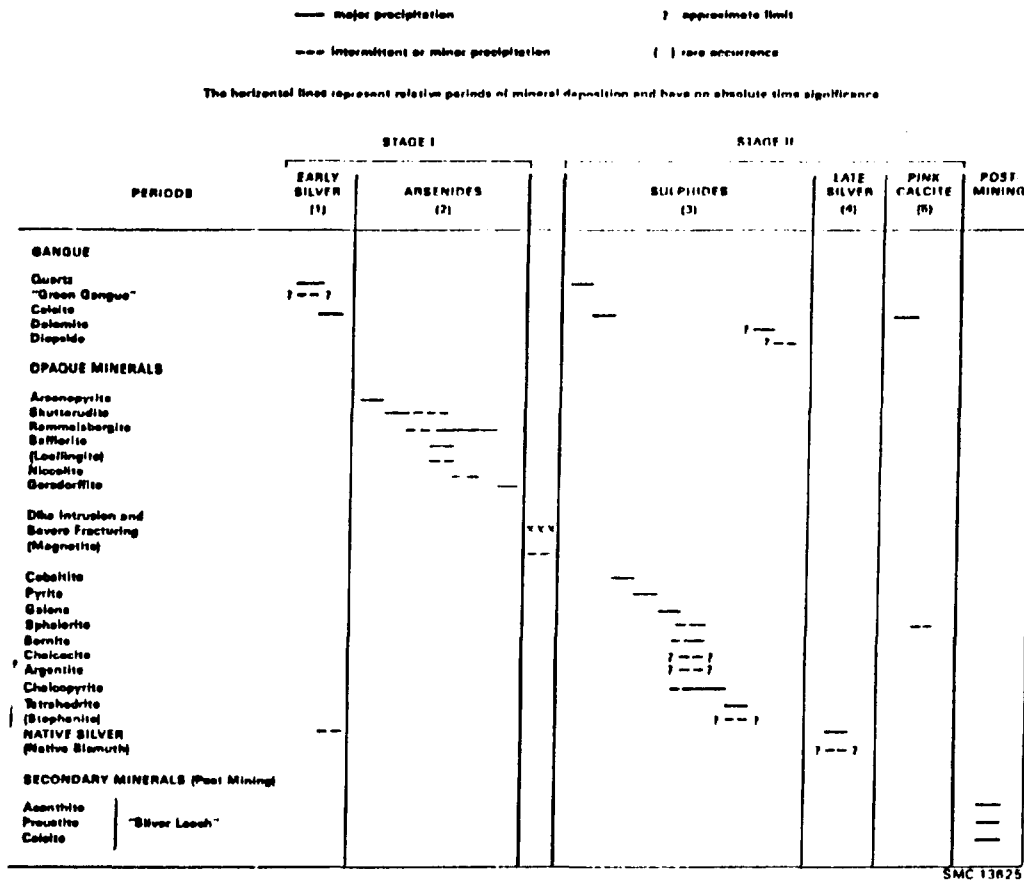 major precipitation
? approximate limit
intermittent or minor precipitation
( ) rare occurrence
The horizontal lines represent relative periods of mineral deposition and have no absolute time significance
STAGE I
STAGE II
PERIODS
EARLY SILVER (1)
ARSENIDES (2)
SULPHIDES (3)
LATE SILVER (4)
PINK CALCITE (5)
POST-MINING
GANGUE
Quartz
"Green Gangue"
? ?
Calcite
Dolomite
?
Diopside
?
OPAQUE MINERALS
Arsenopyrite
Skutterudite
Rammelsbergite
Safflorite
(Loellingite)
Niccolite
Gersdorffite
Dike Intrusion and
Severe Fracturing
x x x
(Magnetite)
Cobaltite
Pyrite
Galena
Sphalerite
Bornite
Chalcocite
? ?
Argentite
? ?
Chalcopyrite
Tetrahedrite
(Stephanite)
? ?
NATIVE SILVER
(Native Bismuth)
? ?
SECONDARY MINERALS (Post Mining)
Acanthite
Proustite
"Silver Leech"
Calcite
SMC 13625